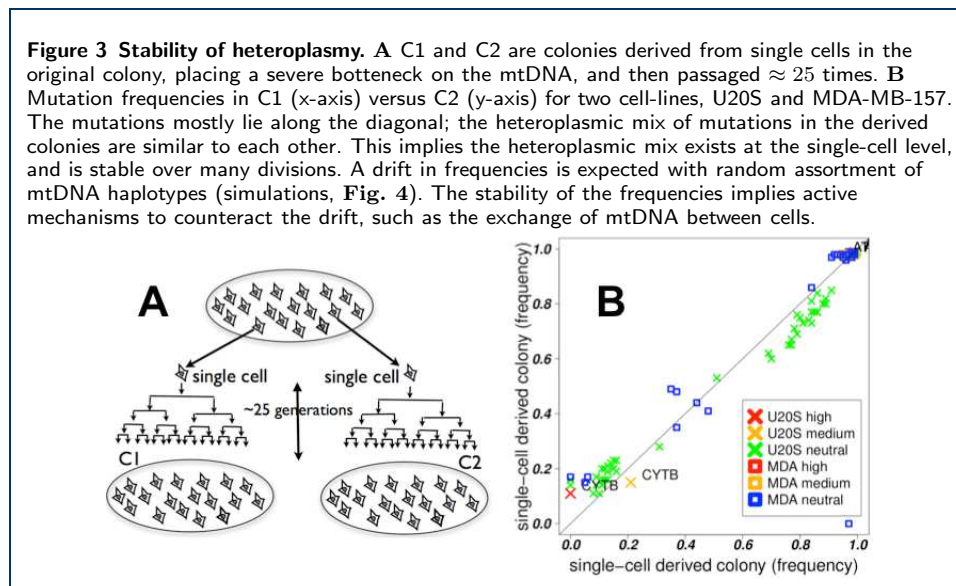 Figure 3 Stability of heteroplasmy. A C1 and C2 are colonies derived from single cells in the
original colony, placing a severe botteneck on the mtDNA, and then passaged ≈ 25 times. B
Mutation frequencies in C1 (x-axis) versus C2 (y-axis) for two cell-lines, U20S and MDA-MB-157.
The mutations mostly lie along the diagonal; the heteroplasmic mix of mutations in the derived
colonies are similar to each other. This implies the heteroplasmic mix exists at the single-cell level,
and is stable over many divisions. A drift in frequencies is expected with random assortment of
mtDNA haplotypes (simulations, Fig. 4). The stability of the frequencies implies active
mechanisms to counteract the drift, such as the exchange of mtDNA between cells.
A
single cell
single cell
~25 generations
C1
C2
B
single-cell derived colony (frequency)
1.0
0.8
0.6
0.4
0.2
0.0
CYTB
CYTB
U20S high
U20S medium
U20S neutral
MDA high
MDA medium
MDA neutral
0.0 0.2 0.4 0.6 0.8 1.0
single-cell derived colony (frequency)